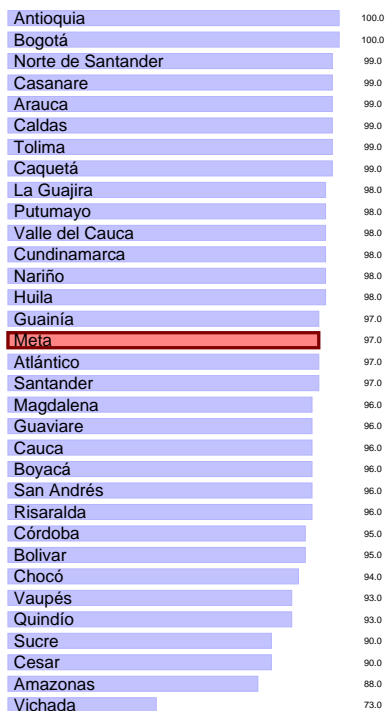 Antioquia 100.0
Bogotá 100.0
Norte de Santander 99.0
Casanare 99.0
Arauca 99.0
Caldas 99.0
Tolima 99.0
Caquetá 99.0
La Guajira 98.0
Putumayo 98.0
Valle del Cauca 98.0
Cundinamarca 98.0
Nariño 98.0
Huila 98.0
Guainía 97.0
Meta 97.0
Atlántico 97.0
Santander 97.0
Magdalena 96.0
Guaviare 96.0
Cauca 96.0
Boyacá 96.0
San Andrés 96.0
Risaralda 96.0
Córdoba 95.0
Bolivar 95.0
Chocó 94.0
Vaupés 93.0
Quindío 93.0
Sucre 90.0
Cesar 90.0
Amazonas 88.0
Vichada 73.0